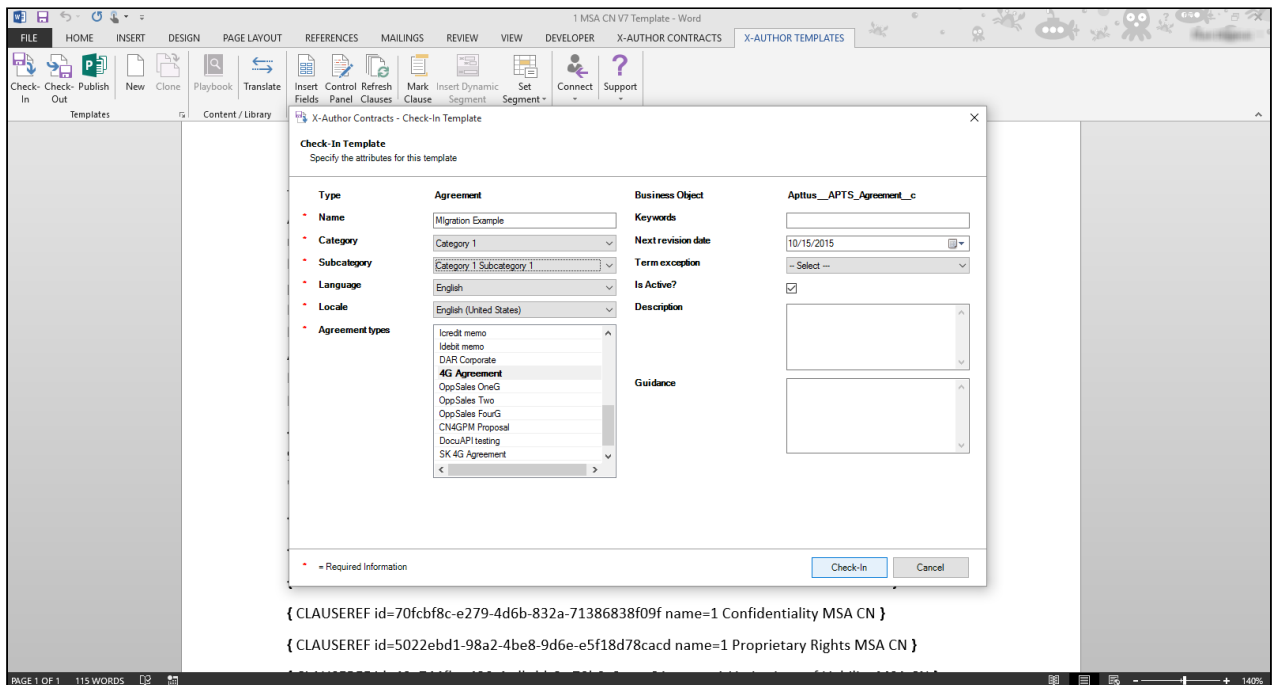 1 MSA CN V7 Template - Word
FILE HOME INSERT DESIGN PAGE LAYOUT REFERENCES MAILINGS REVIEW VIEW DEVELOPER X-AUTHOR CONTRACTS X-AUTHOR TEMPLATES
Check- Check- Publish New Clone Playbook Translate Insert Control Refresh Mark Insert Dynamic Set Connect Support
In Out Fields Panel Clauses Clause Segment Segment
Templates Content / Library
X-Author Contracts - Check-In Template
Check-In Template
Specify the attributes for this template
Type Agreement Business Object Apttus__APTS_Agreement__c
* Name MIgration Example Keywords
* Category Category 1 Next revision date 10/15/2015
* Subcategory Category 1 Subcategory 1 Term exception -- Select ---
* Language English Is Active?
* Locale English (United States) Description
* Agreement types
Icredit memo
Idebit memo
DAR Corporate
4G Agreement
OppSales OneG Guidance
OppSales Two
OppSales FourG
CN4GPM Proposal
DocuAPI testing
SK 4G Agreement
* = Required Information Check-In Cancel
{ CLAUSEREF id=70fcbf8c-e279-4d6b-832a-71386838f09f name=1 Confidentiality MSA CN }
{ CLAUSEREF id=5022ebd1-98a2-4be8-9d6e-e5f18d78cacd name=1 Proprietary Rights MSA CN }
PAGE 1 OF 1 115 WORDS 140%